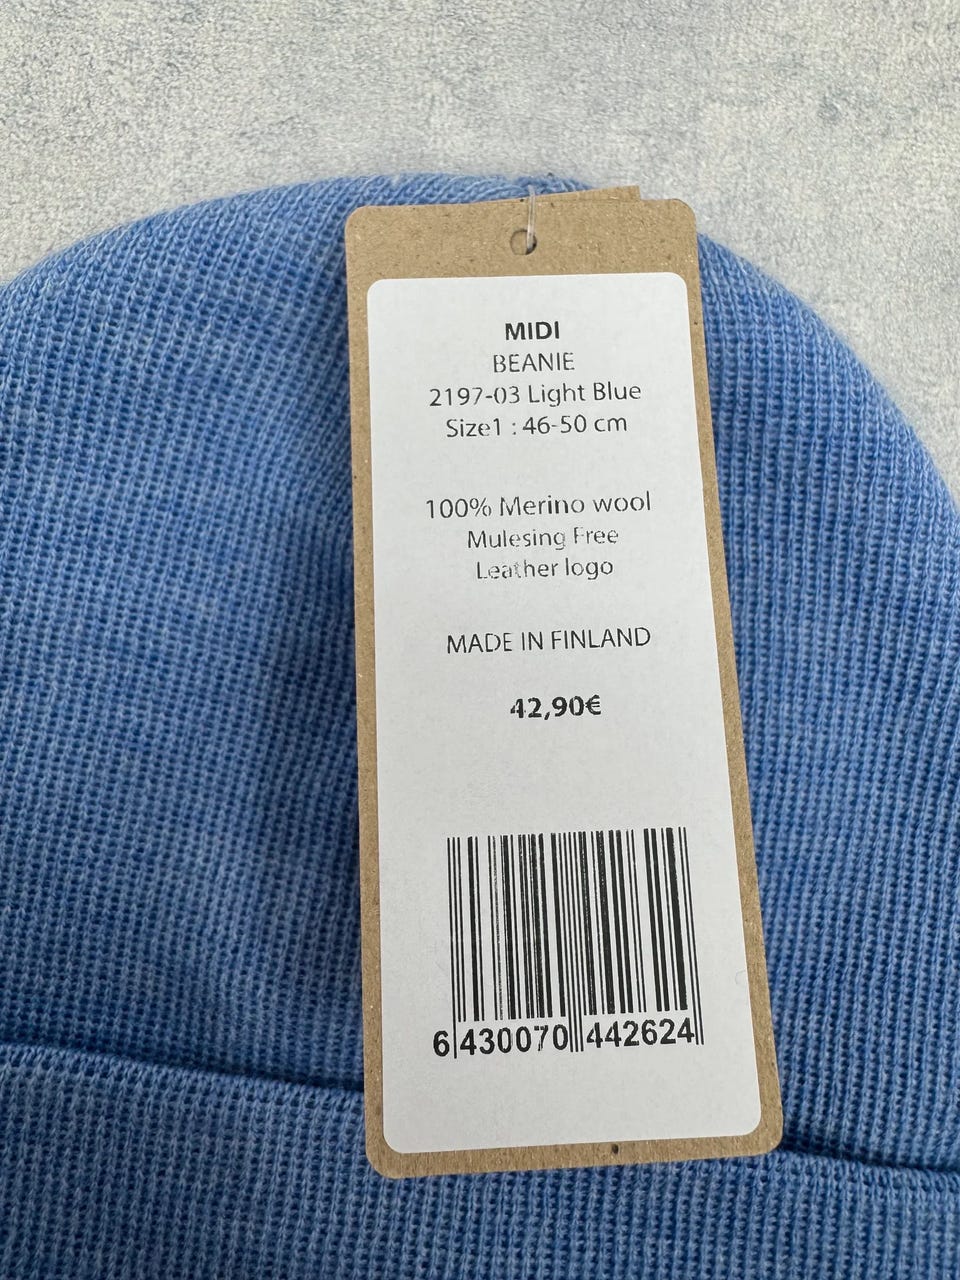 MIDI
BEANIE
2197-03 Light Blue
Size1 : 46-50 cm
100% Merino wool
Mulesing Free
Leather logo
MADE IN FINLAND
42,90€
6 430070 442624